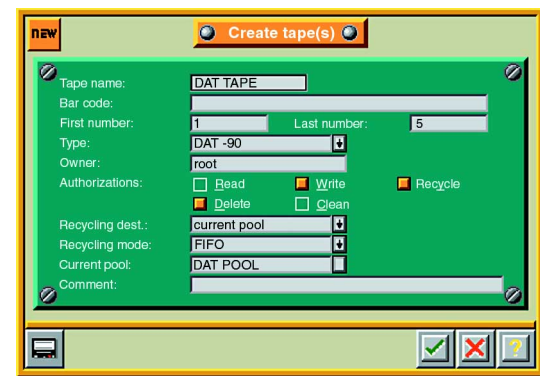 new
Create tape(s)
Tape name: DAT TAPE
Bar code:
First number: 1 Last number: 5
Type: DAT -90
Owner: root
Authorizations: Read Write Recycle
Delete Clean
Recycling dest.: current pool
Recycling mode: FIFO
Current pool: DAT POOL
Comment:
?